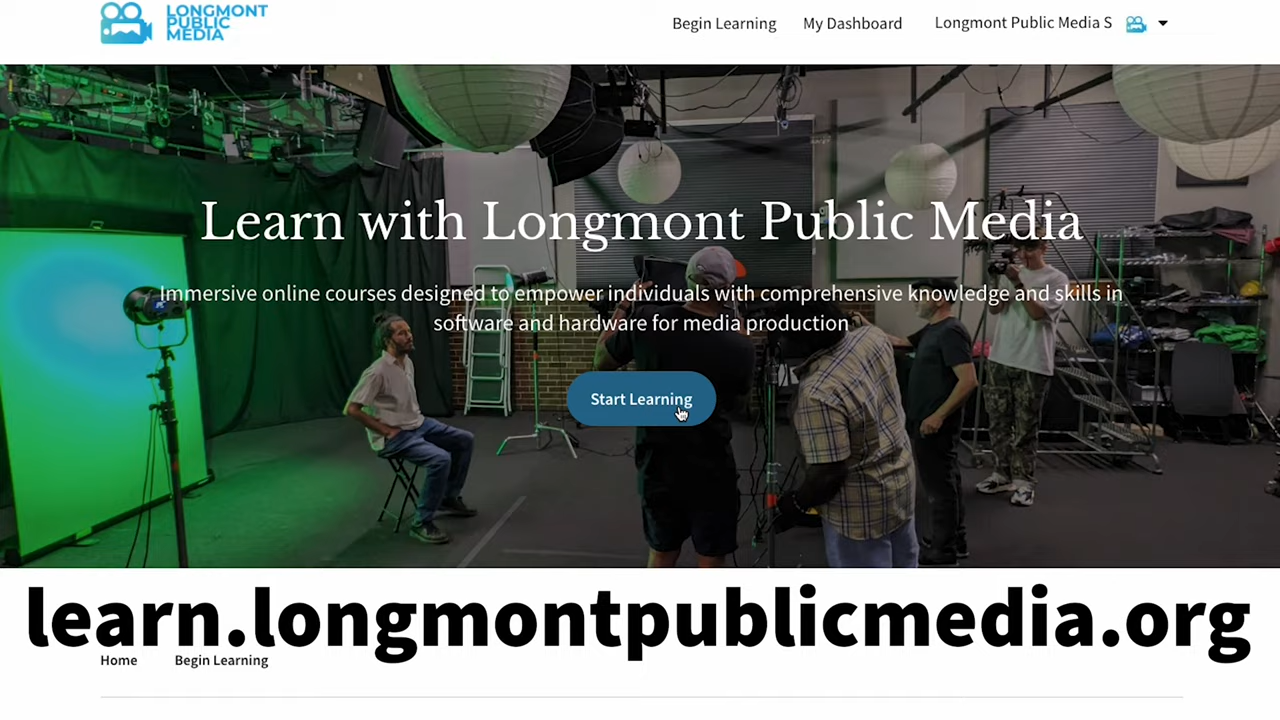 LONGMONT
PUBLIC
MEDIA
Begin Learning
My Dashboard
Longmont Public Media S
Learn with Longmont Public Media
Immersive online courses designed to empower individuals with comprehensive knowledge and skills in
software and hardware for media production
Start Learning
learn.longmontpublicmedia.org
Home
Begin Learning